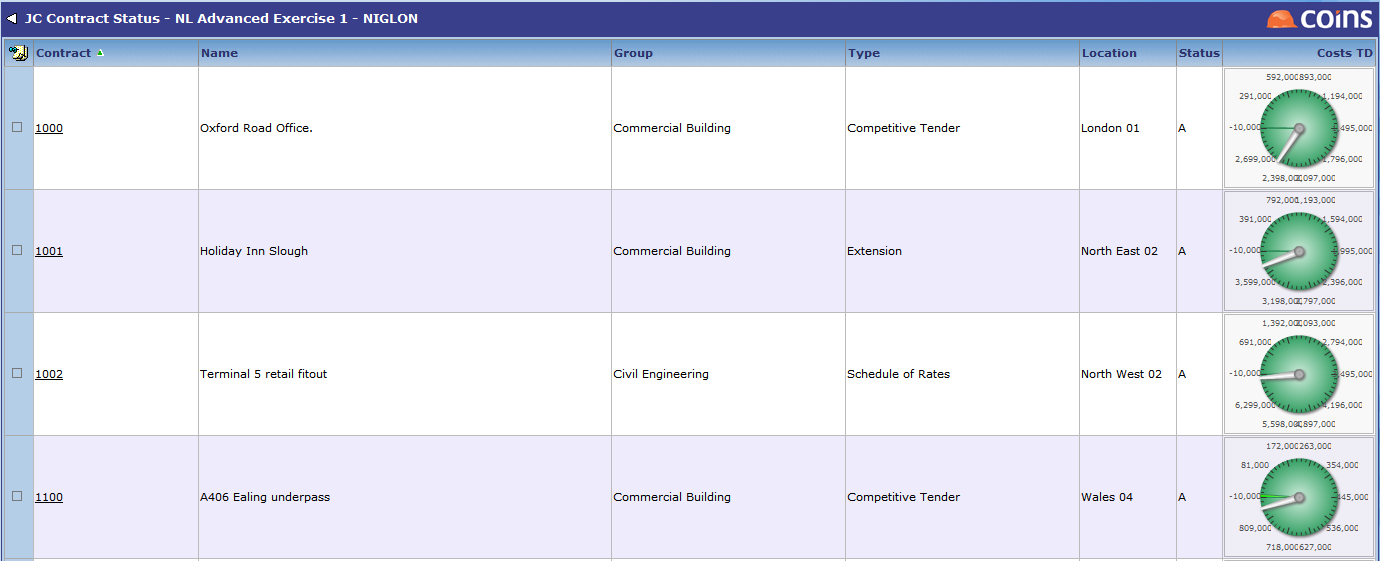 JC Contract Status - NL Advanced Exercise 1 - NIGLON
coins
Contract Name Group Type Location Status Costs TD
1000 Oxford Road Office. Commercial Building Competitive Tender London 01 A
592,000 893,000
291,000 1,194,000
-10,000 495,000
2,699,000 1,796,000
2,398,000 2,097,000
1001 Holiday Inn Slough Commercial Building Extension North East 02 A
792,000 1,193,000
391,000 1,594,000
-10,000 995,000
3,599,000 2,396,000
3,198,000 2,797,000
1002 Terminal 5 retail fitout Civil Engineering Schedule of Rates North West 02 A
1,392,000 2,093,000
691,000 2,794,000
-10,000 495,000
6,299,000 4,196,000
5,598,000 4,897,000
1100 A406 Ealing underpass Commercial Building Competitive Tender Wales 04 A
172,000 263,000
81,000 354,000
-10,000 445,000
809,000 536,000
718,000 627,000